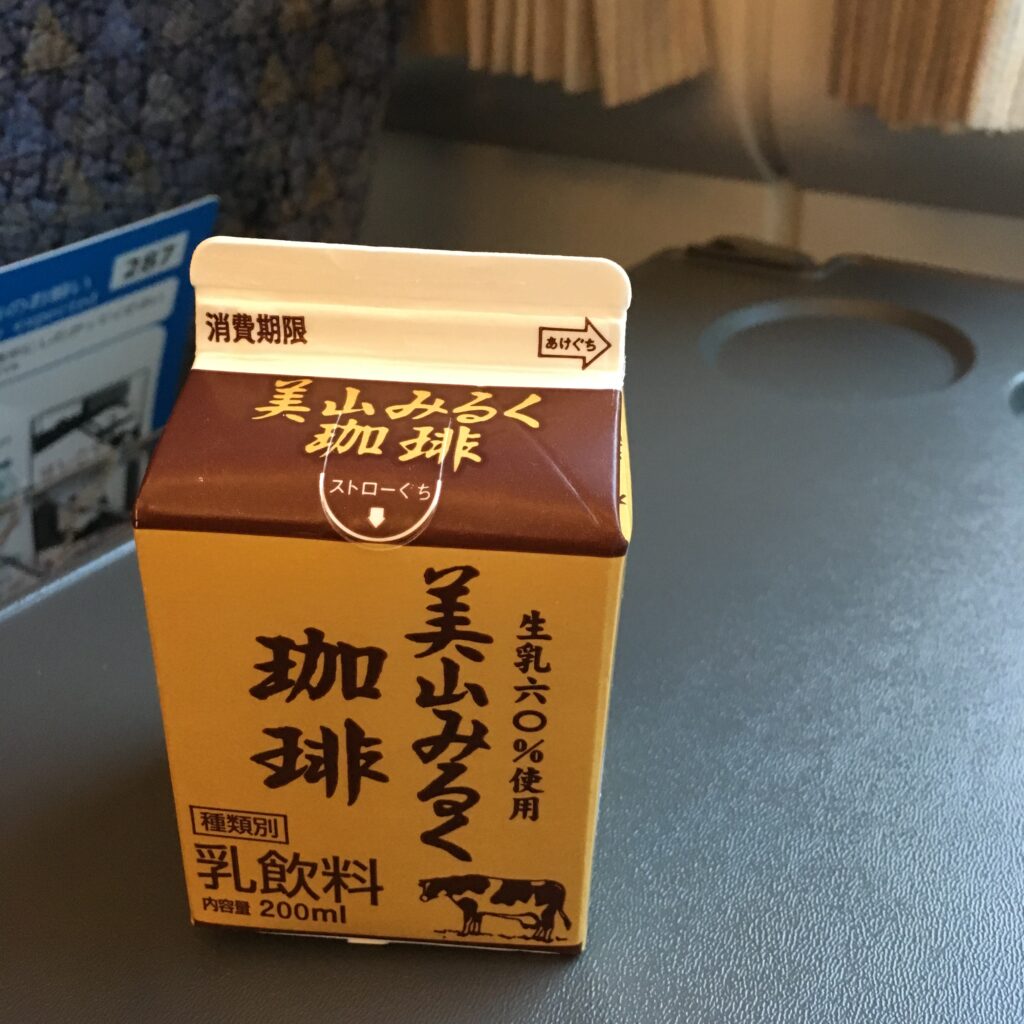 消費期限
あけぐち
美山みるく
珈琲
ストローぐち
生乳六〇%使用
美山みるく
珈琲
種類別
乳飲料
内容量 200ml
287